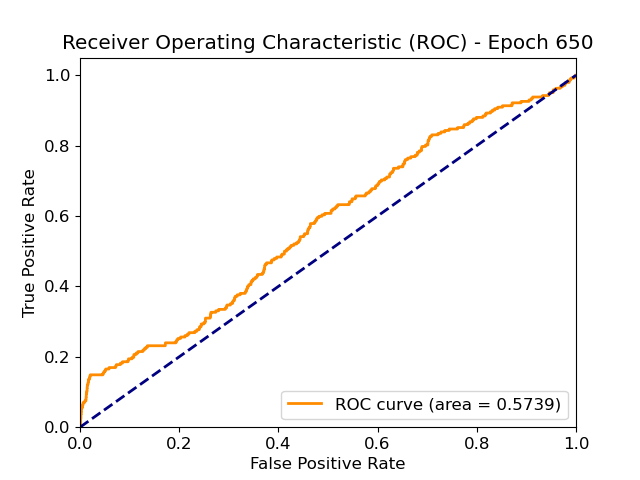 Receiver Operating Characteristic (ROC) - Epoch 650
1.0
0.8
0.6
0.4
0.2
0.0
True Positive Rate
ROC curve (area = 0.5739)
0.0 0.2 0.4 0.6 0.8 1.0
False Positive Rate